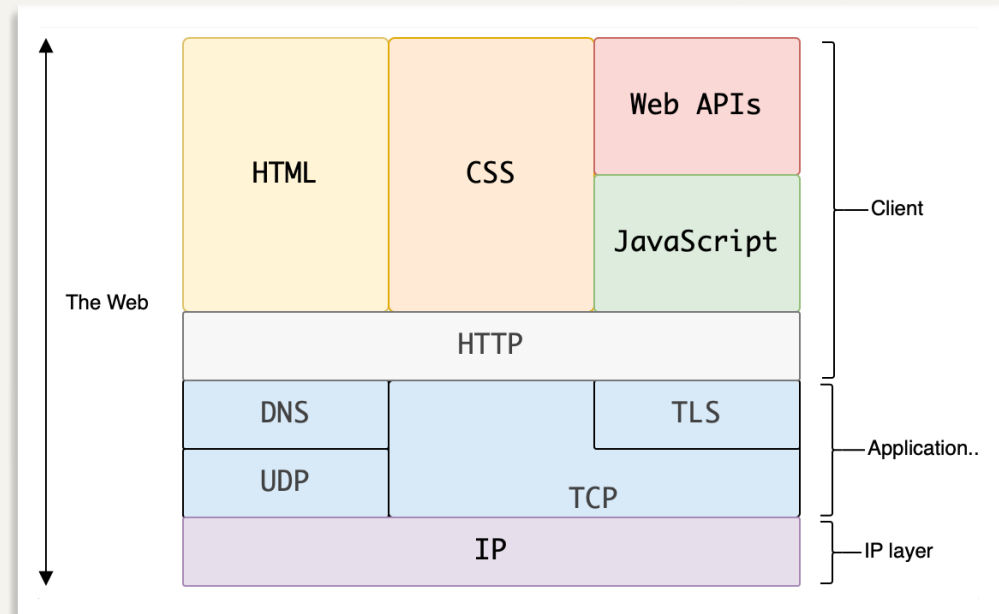 Web APIs
HTML
CSS
JavaScript
Client
The Web
HTTP
DNS
TLS
Application..
UDP
TCP
IP
IP layer